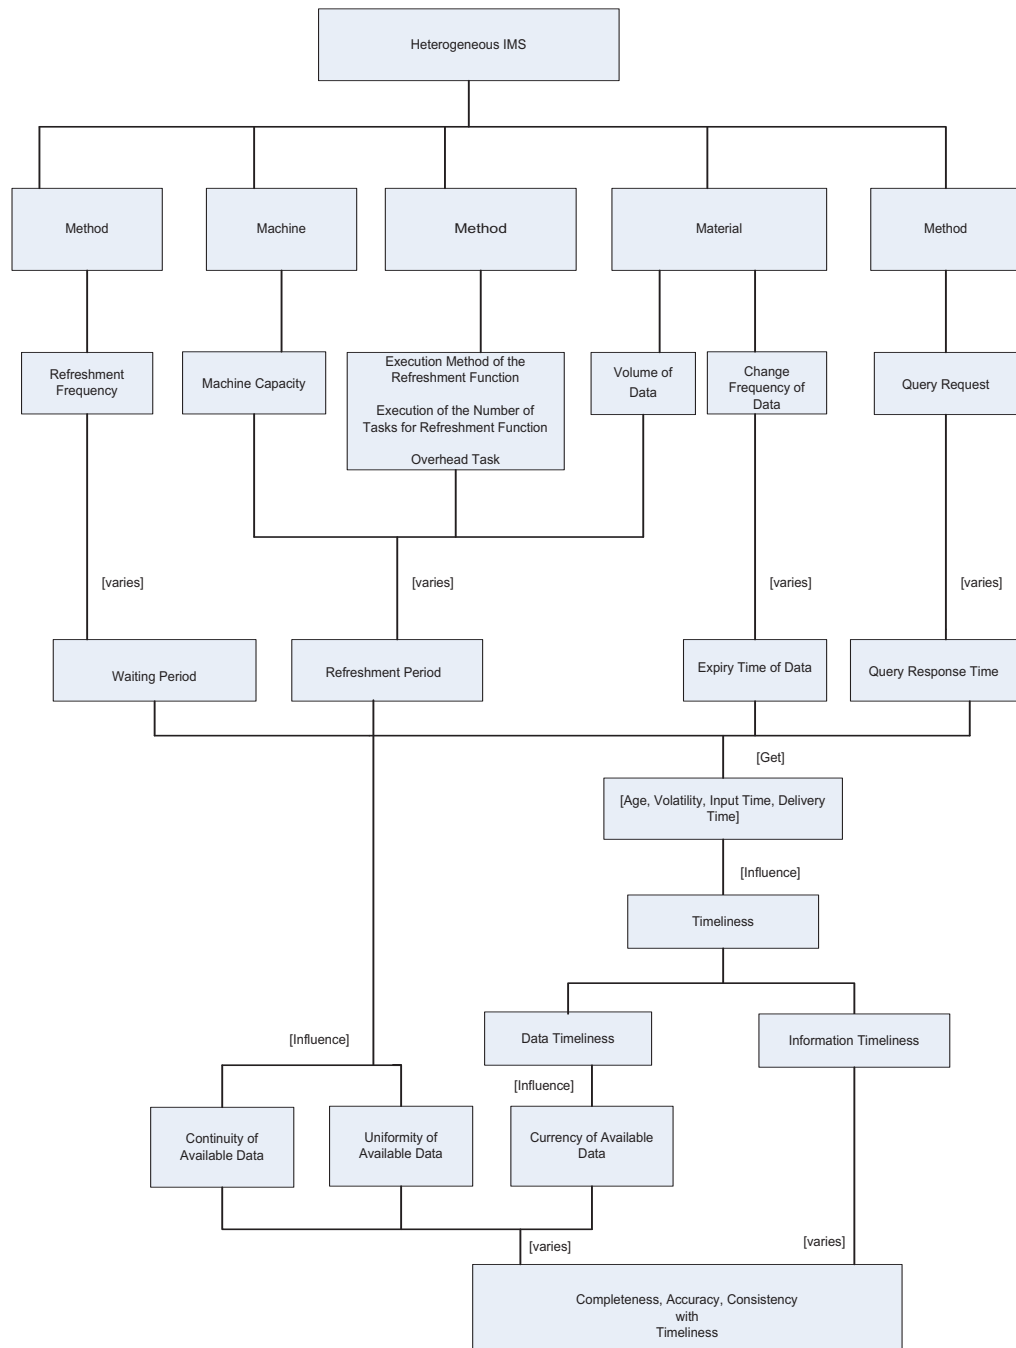 Heterogeneous IMS
Method
Machine
Method
Material
Method
Refreshment
Frequency
Machine Capacity
Execution Method of the
Refreshment Function
Execution of the Number of
Tasks for Refreshment Function
Overhead Task
Volume of
Data
Change
Frequency of
Data
Query Request
[varies]
[varies]
[varies]
[varies]
Waiting Period
Refreshment Period
Expiry Time of Data
Query Response Time
[Get]
[Age, Volatility, Input Time, Delivery
Time]
[Influence]
Timeliness
[Influence]
Data Timeliness
Information Timeliness
[Influence]
Continuity of
Available Data
Uniformity of
Available Data
Currency of Available
Data
[varies]
[varies]
Completeness, Accuracy, Consistency
with
Timeliness